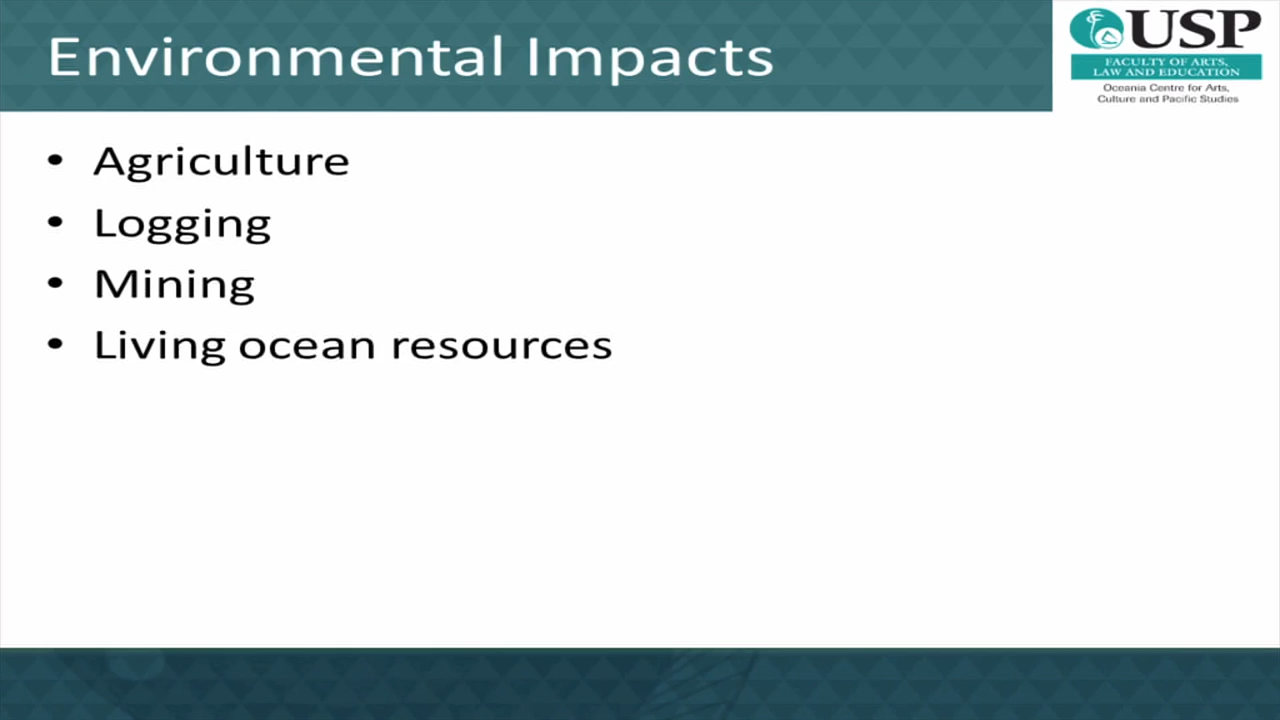 Environmental Impacts
USP
FACULTY OF ARTS,
LAW AND EDUCATION
Oceania Centre for Arts,
Culture and Pacific Studies
• Agriculture
• Logging
• Mining
• Living ocean resources